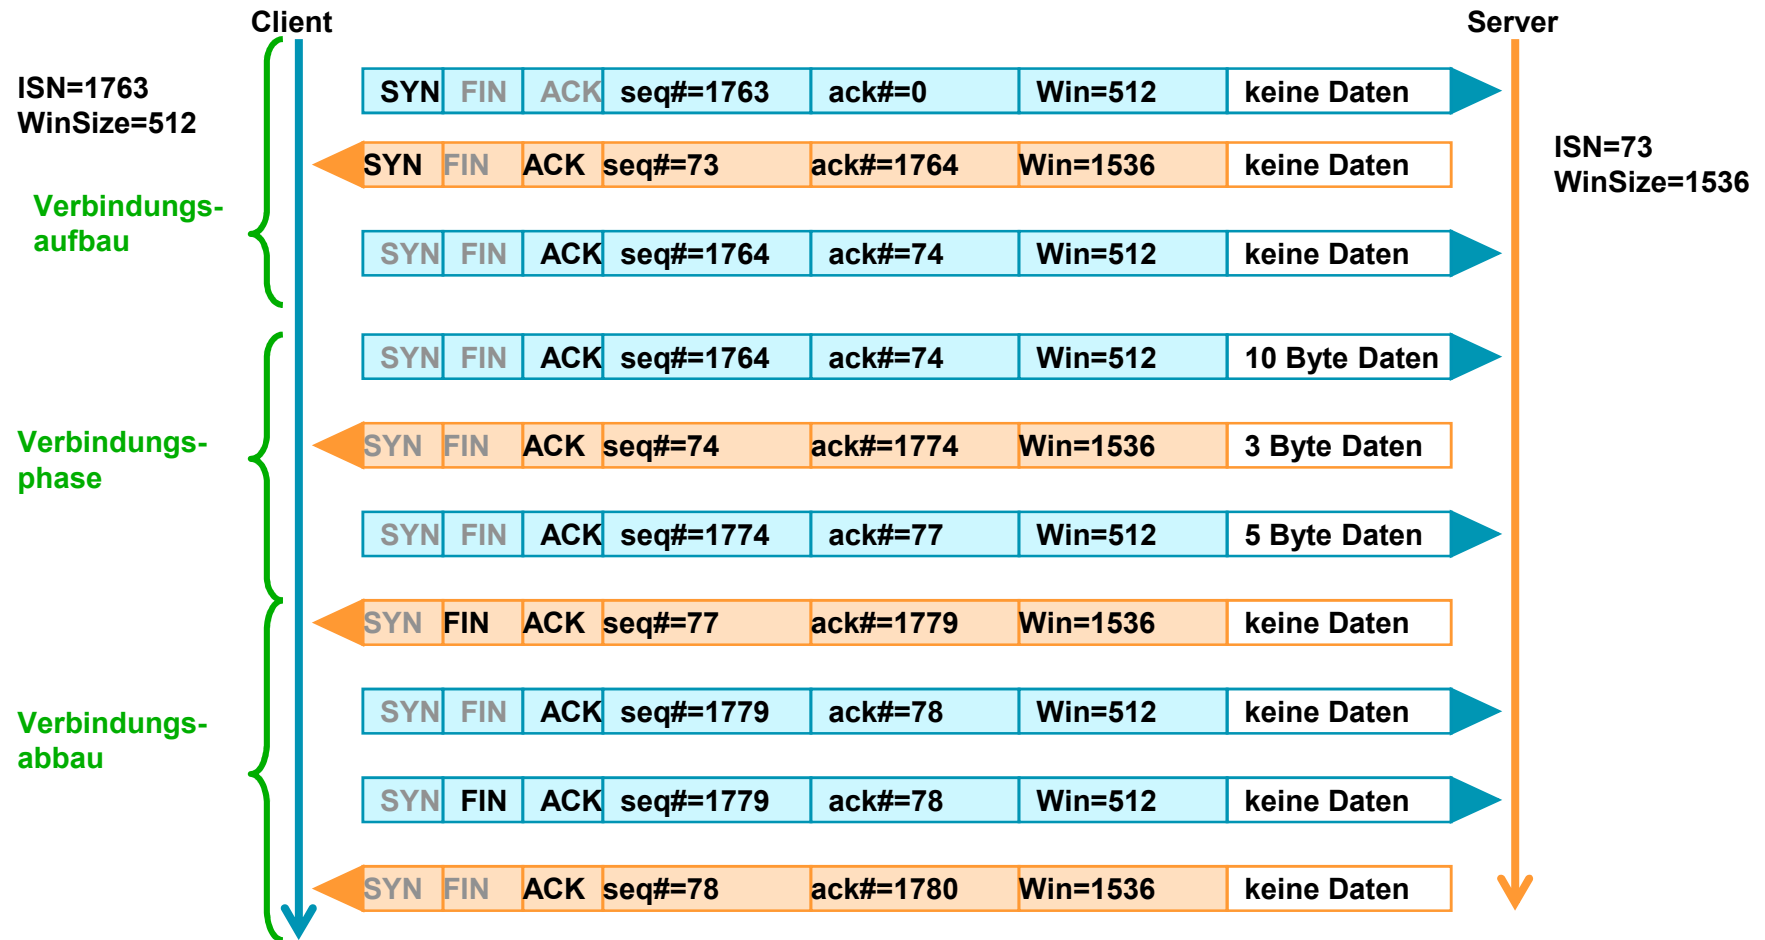 Client
Server
ISN=1763
WinSize=512
SYN FIN ACK seq#=1763 ack#=0 Win=512 keine Daten
ISN=73
WinSize=1536
SYN FIN ACK seq#=73 ack#=1764 Win=1536 keine Daten
Verbindungs-
aufbau
SYN FIN ACK seq#=1764 ack#=74 Win=512 keine Daten
SYN FIN ACK seq#=1764 ack#=74 Win=512 10 Byte Daten
Verbindungs-
phase
SYN FIN ACK seq#=74 ack#=1774 Win=1536 3 Byte Daten
SYN FIN ACK seq#=1774 ack#=77 Win=512 5 Byte Daten
SYN FIN ACK seq#=77 ack#=1779 Win=1536 keine Daten
Verbindungs-
abbau
SYN FIN ACK seq#=1779 ack#=78 Win=512 keine Daten
SYN FIN ACK seq#=1779 ack#=78 Win=512 keine Daten
SYN FIN ACK seq#=78 ack#=1780 Win=1536 keine Daten